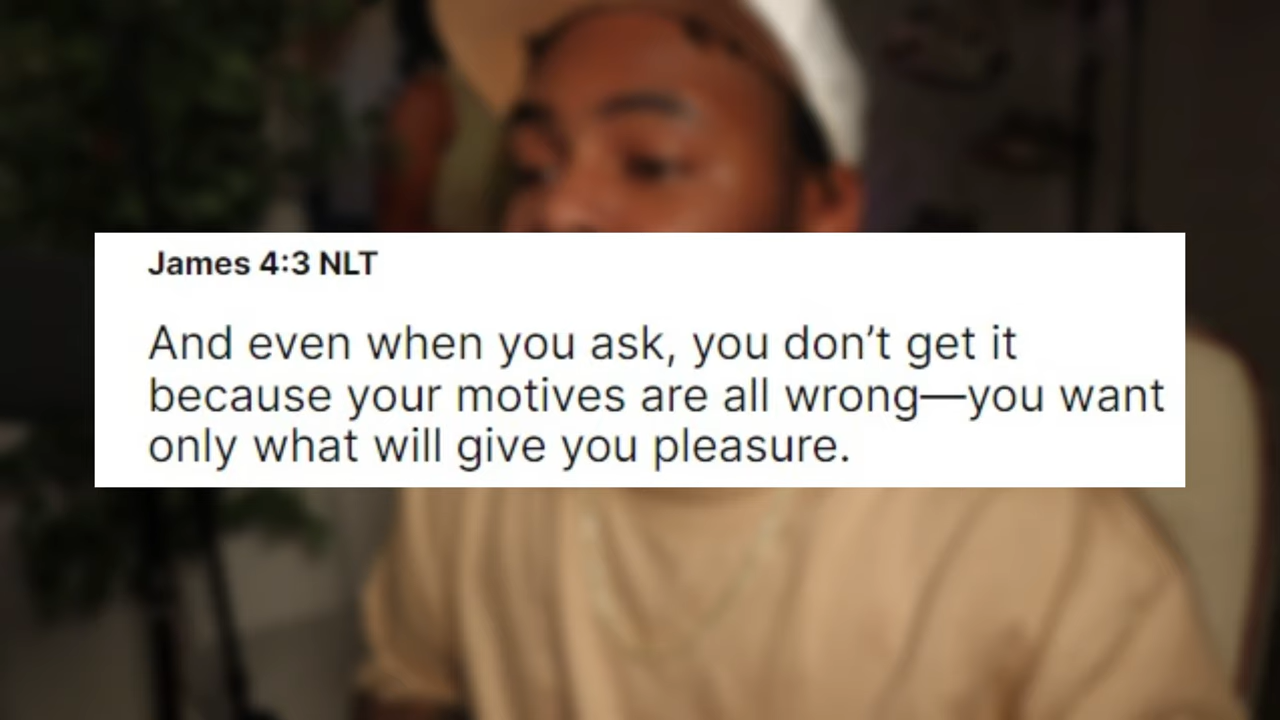 James 4:3 NLT
And even when you ask, you don’t get it
because your motives are all wrong—you want
only what will give you pleasure.